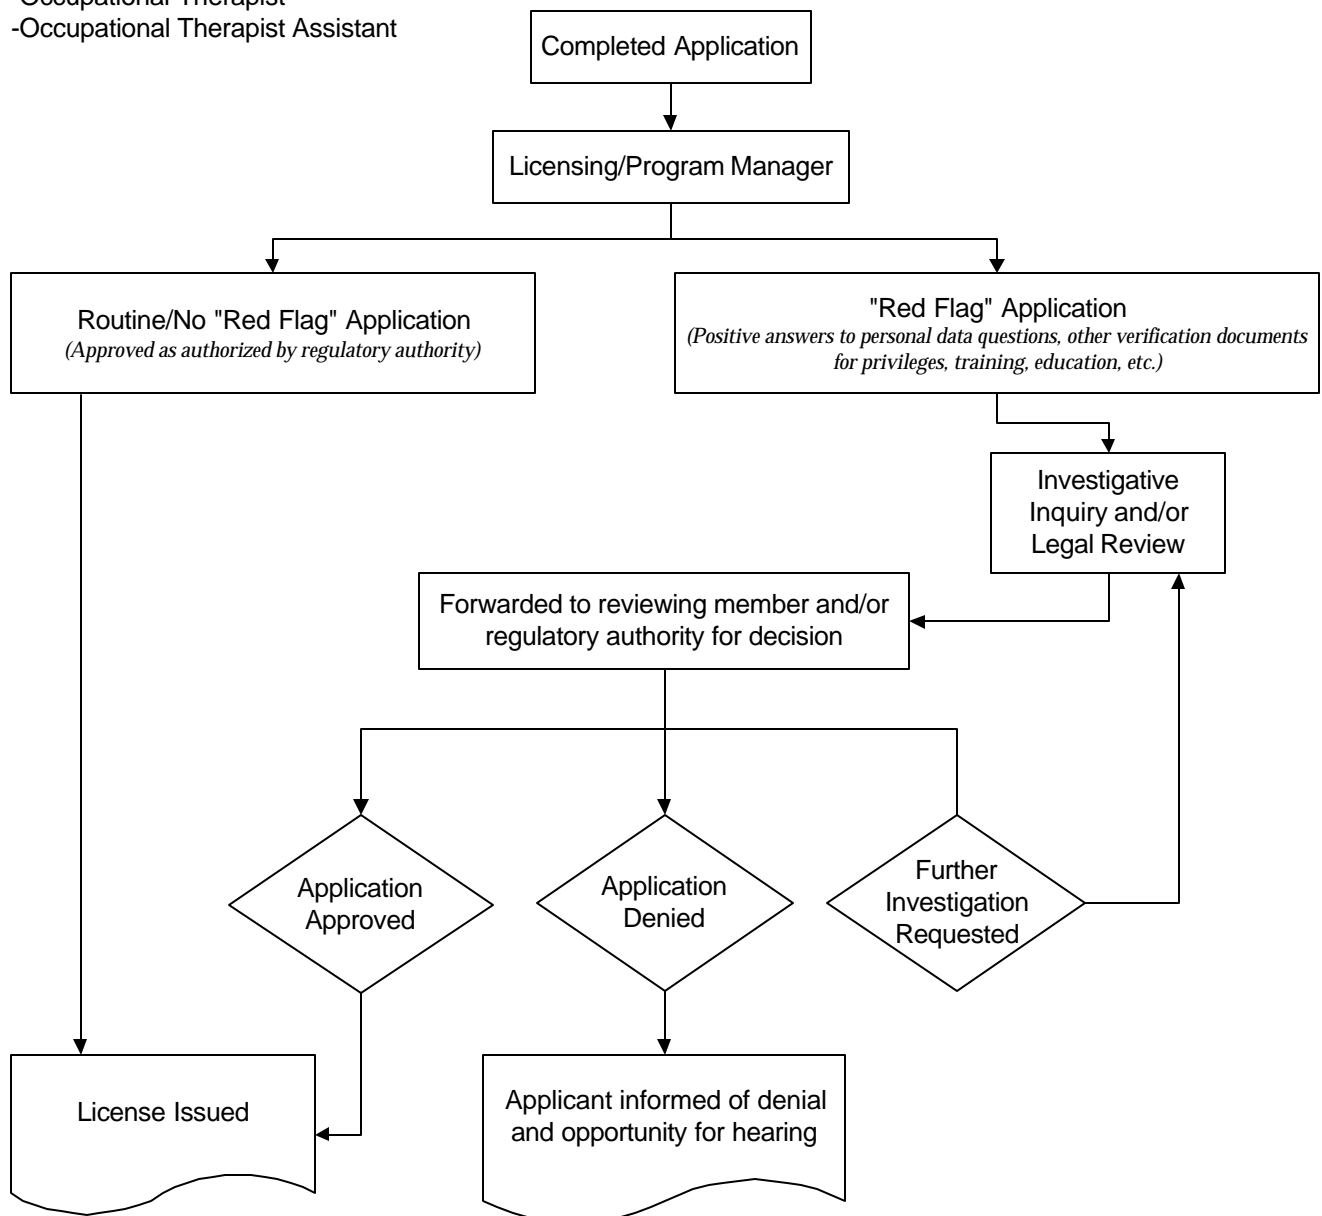 Occupational Therapist
-Occupational Therapist Assistant
Completed Application
Licensing/Program Manager
Routine/No "Red Flag" Application
(Approved as authorized by regulatory authority)
"Red Flag" Application
(Positive answers to personal data questions, other verification documents
for privileges, training, education, etc.)
Investigative
Inquiry and/or
Legal Review
Forwarded to reviewing member and/or
regulatory authority for decision
Application
Approved
Application
Denied
Further
Investigation
Requested
License Issued
Applicant informed of denial
and opportunity for hearing